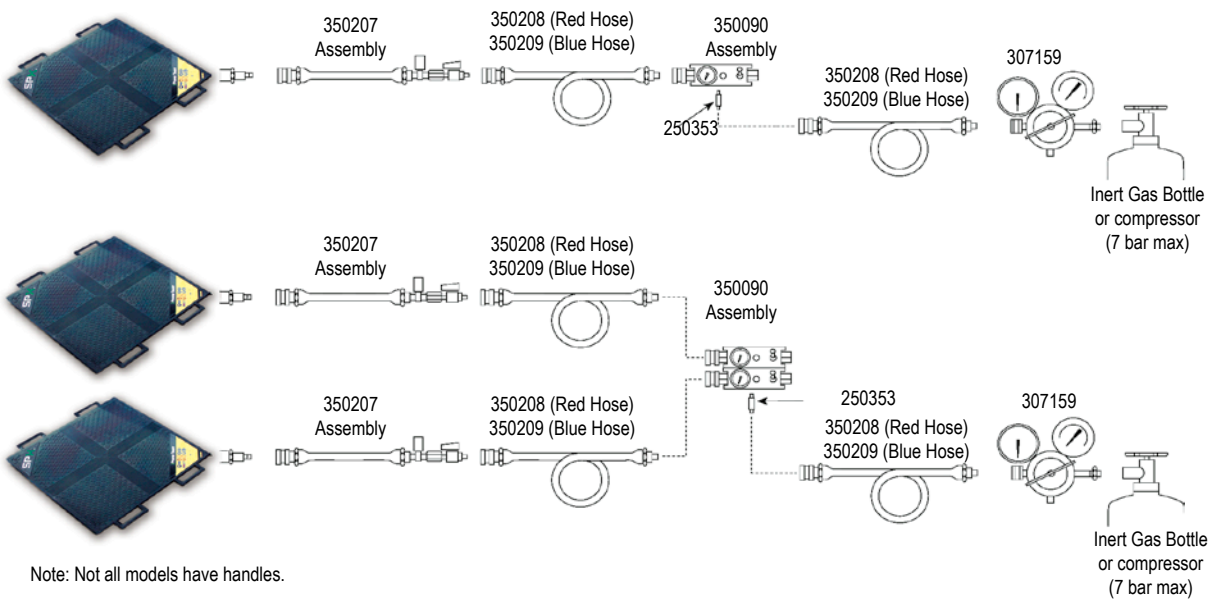 350207
Assembly
350208 (Red Hose)
350209 (Blue Hose)
350090
Assembly
250353
350208 (Red Hose)
350209 (Blue Hose)
307159
Inert Gas Bottle
or compressor
(7 bar max)
350207
Assembly
350208 (Red Hose)
350209 (Blue Hose)
350090
Assembly
350207
Assembly
350208 (Red Hose)
350209 (Blue Hose)
250353
350208 (Red Hose)
350209 (Blue Hose)
307159
Inert Gas Bottle
or compressor
(7 bar max)
Note: Not all models have handles.